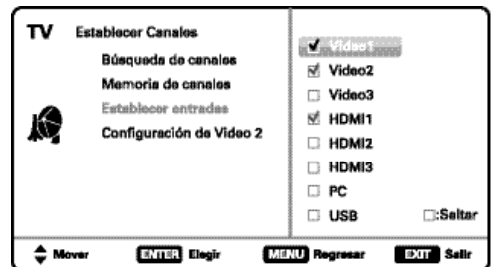 TV Establecer Canales
Búsqueda de canales
Memoria de canales
Establecer entradas
Configuración de Video 2
Video1
Video2
Video3
HDMI1
HDMI2
HDMI3
PC
USB
:Saltar
Mover ENTER Elegir MENU Regresar EXIT Salir